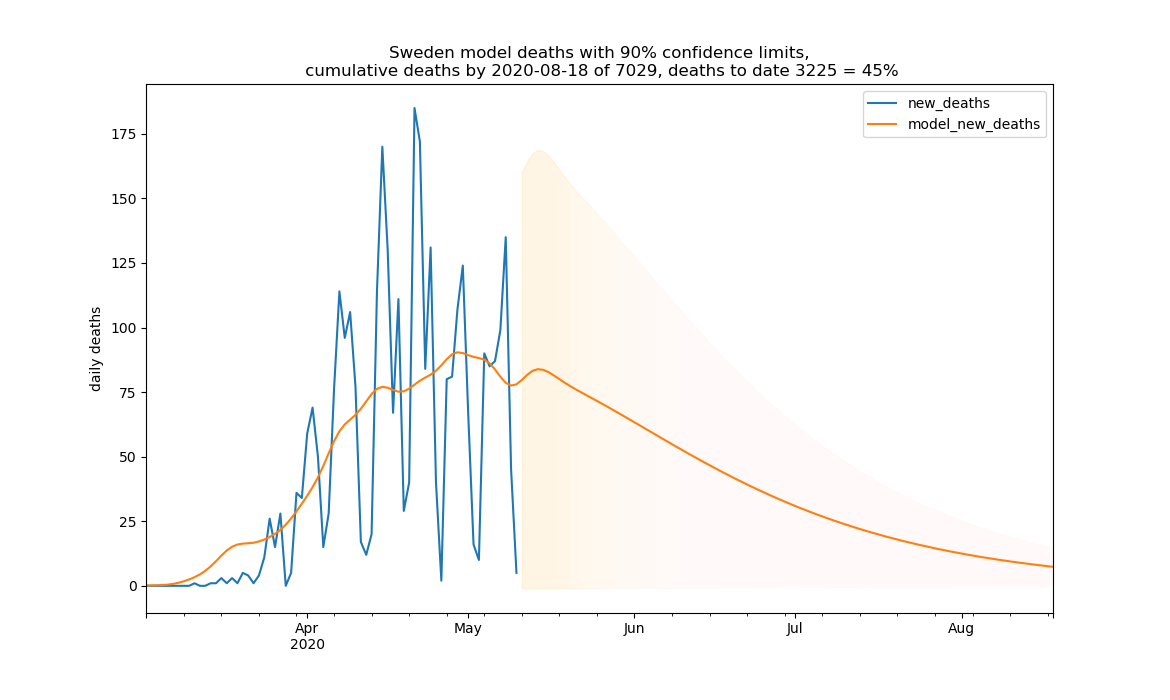 Sweden model deaths with 90% confidence limits,
cumulative deaths by 2020-08-18 of 7029, deaths to date 3225 = 45%
new_deaths
model_new_deaths
175
150
125
100
75
50
25
0
daily deaths
Apr
2020
May
Jun
Jul
Aug